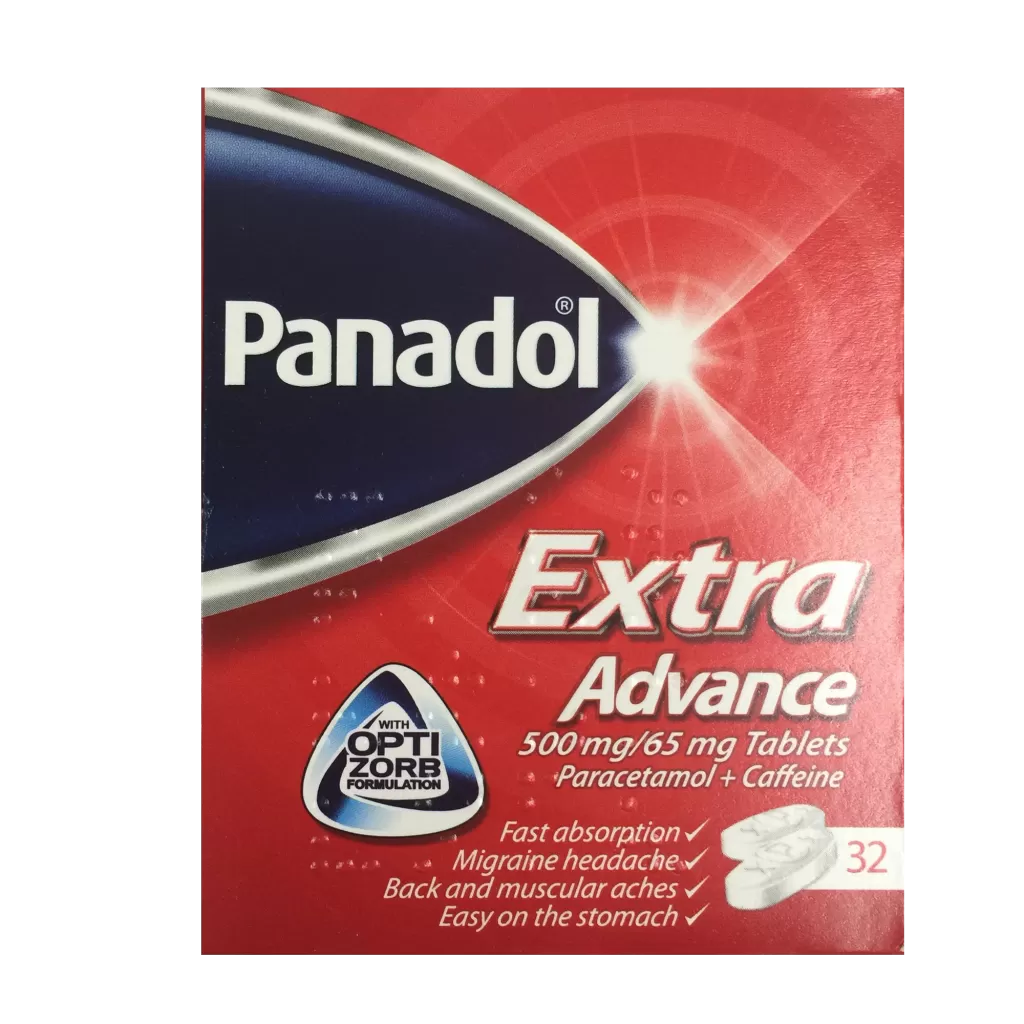 Panadol®
Extra
Advance
500 mg/65 mg Tablets
Paracetamol + Caffeine
WITH
OPTI
ZORB
FORMULATION
Fast absorption ✓
Migraine headache ✓
Back and muscular aches ✓
Easy on the stomach ✓
32